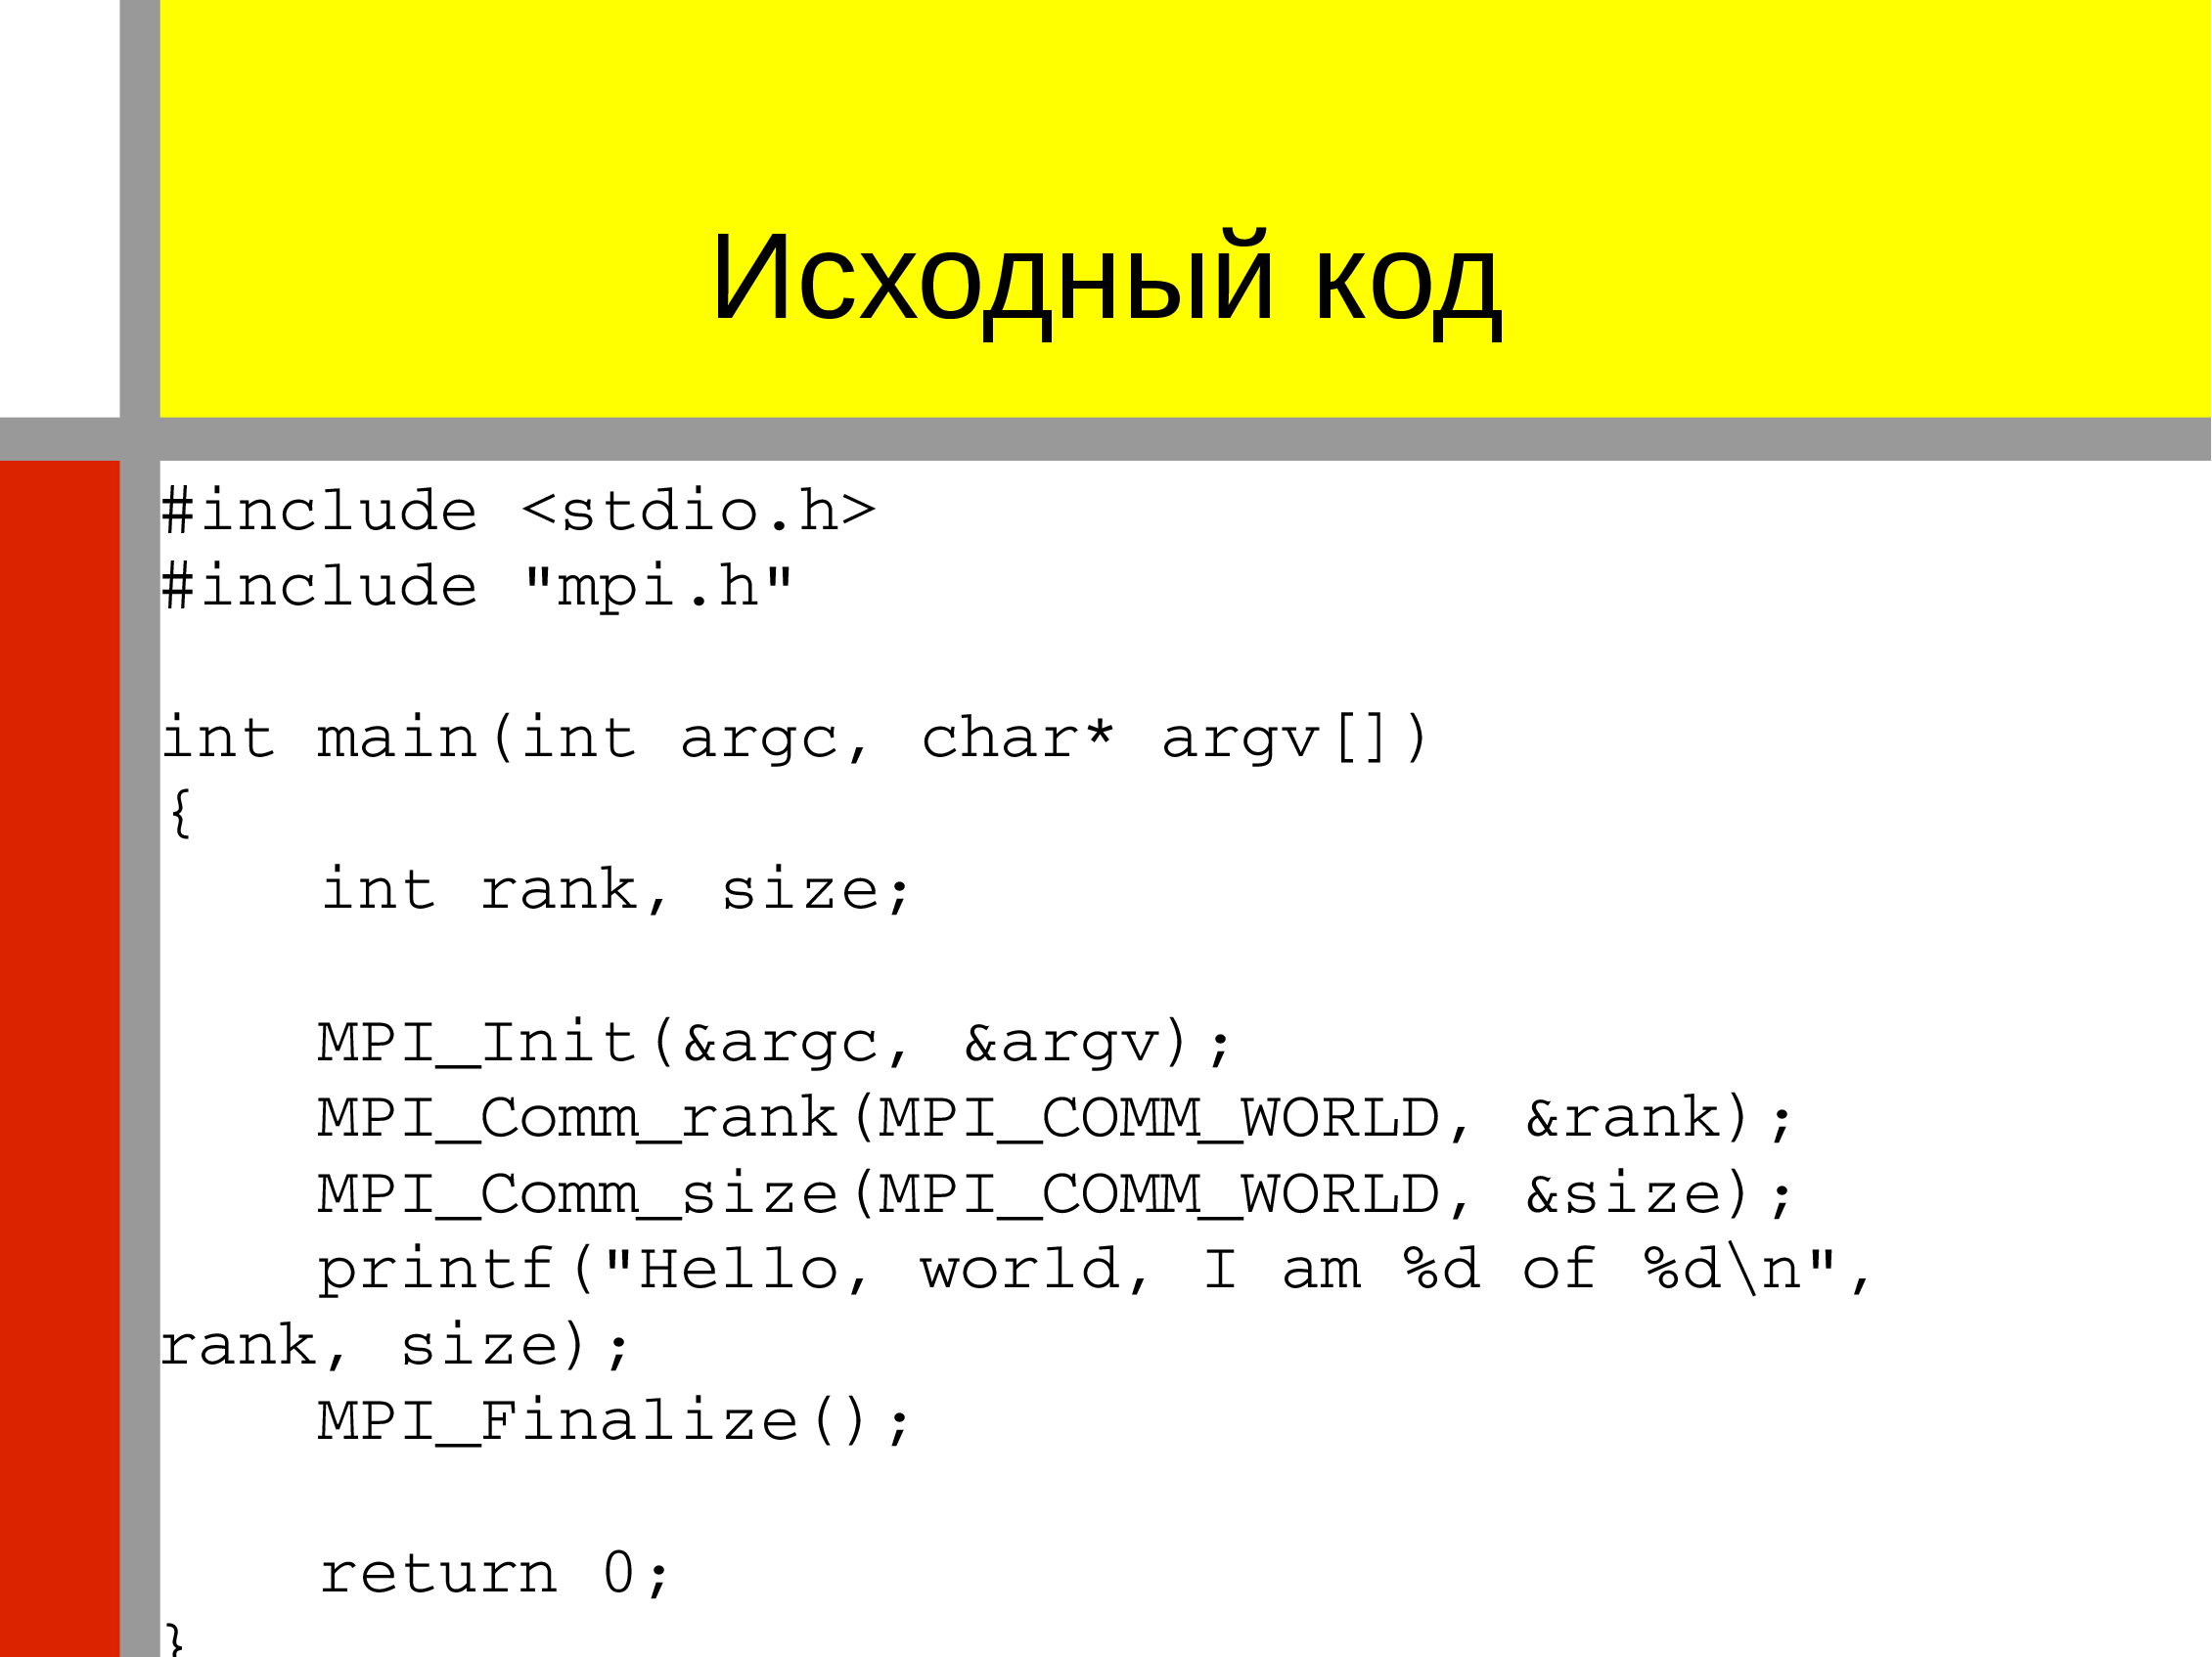 Исходный код
#include <stdio.h>
#include "mpi.h"

int main(int argc, char* argv[])
{
    int rank, size;

    MPI_Init(&argc, &argv);
    MPI_Comm_rank(MPI_COMM_WORLD, &rank);
    MPI_Comm_size(MPI_COMM_WORLD, &size);
    printf("Hello, world, I am %d of %d\n",
rank, size);
    MPI_Finalize();

    return 0;
}